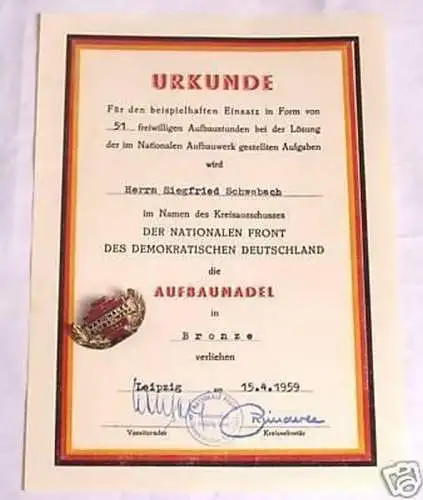 URKUNDE
Für den beispielhaften Einsatz in Form von
51 freiwilligen Aufbaustunden bei der Lösung
der im Nationalen Aufbauwerk gestellten Aufgaben
wird
Herrn Siegfried Schwabach
im Namen des Kreisausschusses
DER NATIONALEN FRONT
DES DEMOKRATISCHEN DEUTSCHLAND
die
AUFBAUNADEL
in
Bronze
verliehen
Leipzig am 15.4.1959
Vorsitzender Kreissekretär